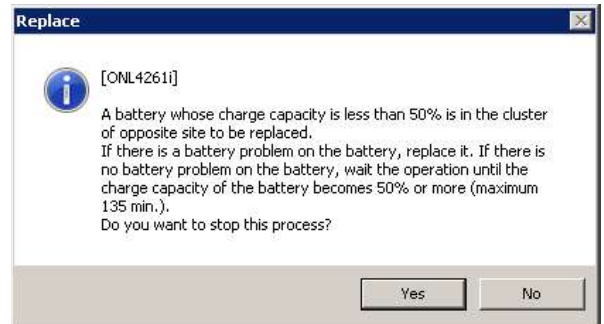 Replace
[ONL4261i]
A battery whose charge capacity is less than 50% is in the cluster
of opposite site to be replaced.
If there is a battery problem on the battery, replace it. If there is
no battery problem on the battery, wait the operation until the
charge capacity of the battery becomes 50% or more (maximum
135 min.).
Do you want to stop this process?
Yes No